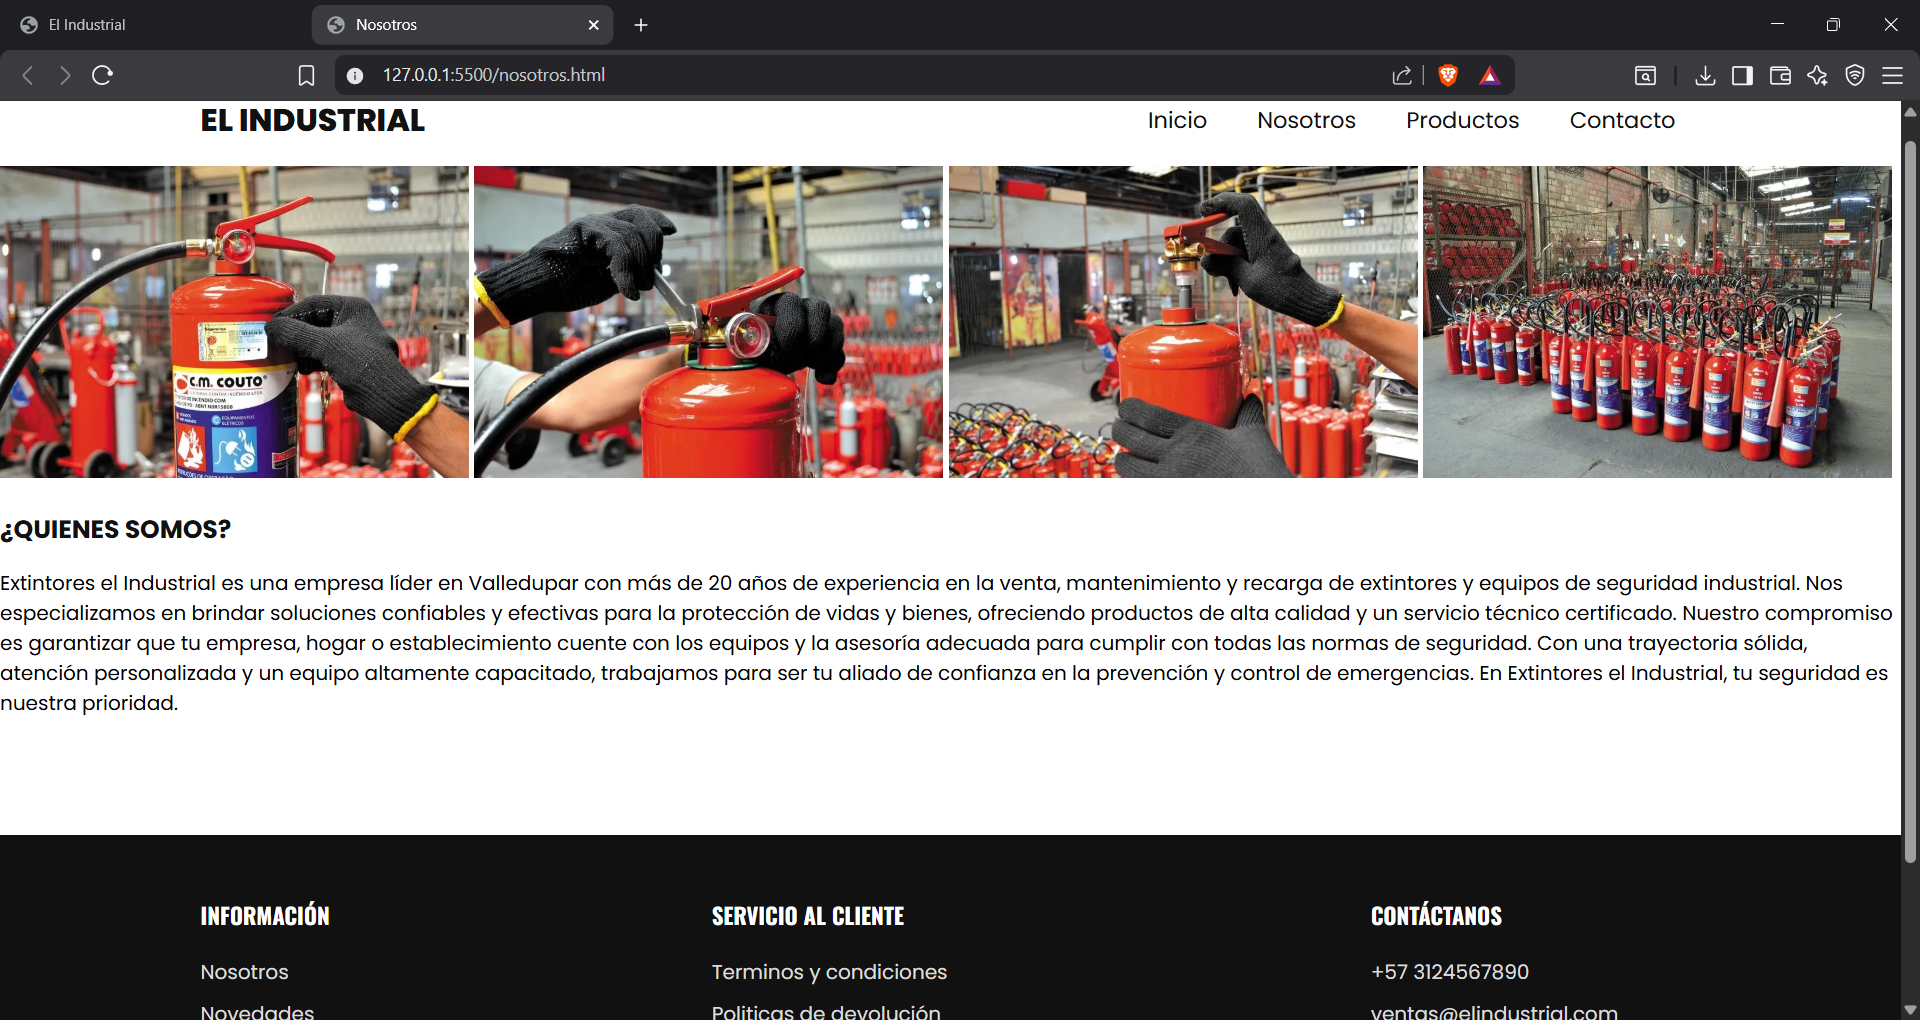 El Industrial
Nosotros
127.0.0.1:5500/nosotros.html
EL INDUSTRIAL
Inicio
Nosotros
Productos
Contacto
C.M. COUTO
¿QUIENES SOMOS?
Extintores el Industrial es una empresa líder en Valledupar con más de 20 años de experiencia en la venta, mantenimiento y recarga de extintores y equipos de seguridad industrial. Nos
especializamos en brindar soluciones confiables y efectivas para la protección de vidas y bienes, ofreciendo productos de alta calidad y un servicio técnico certificado. Nuestro compromiso
es garantizar que tu empresa, hogar o establecimiento cuente con los equipos y la asesoría adecuada para cumplir con todas las normas de seguridad. Con una trayectoria sólida,
atención personalizada y un equipo altamente capacitado, trabajamos para ser tu aliado de confianza en la prevención y control de emergencias. En Extintores el Industrial, tu seguridad es
nuestra prioridad.
INFORMACIÓN
SERVICIO AL CLIENTE
CONTÁCTANOS
Nosotros
Terminos y condiciones
+57 3124567890
Novedades
Politicas de devolución
ventas@elindustrial.com